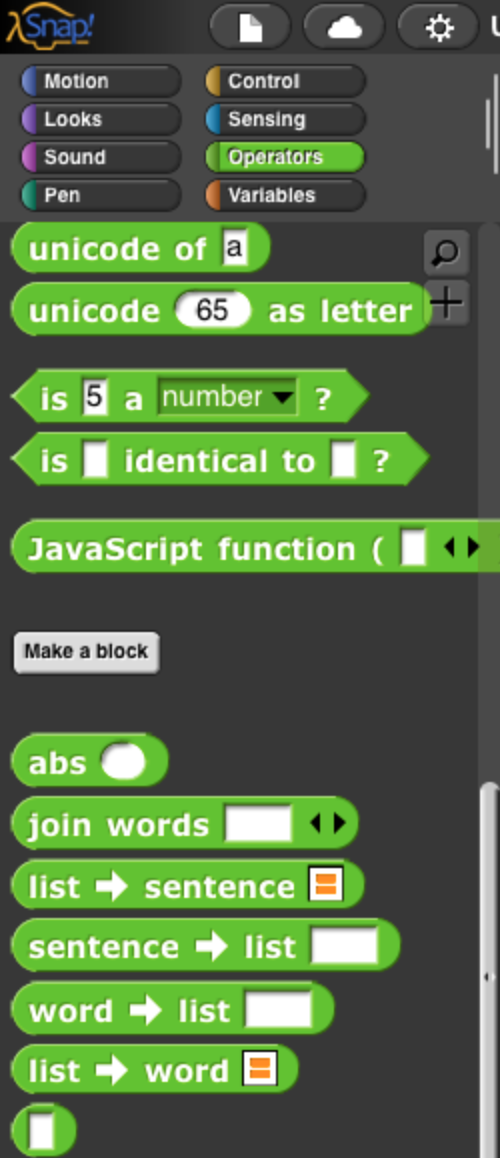 λSnap! U
Motion Control
Looks Sensing
Sound Operators
Pen Variables
unicode of a
unicode 65 as letter
is 5 a number ?
is identical to ?
JavaScript function (
Make a block
abs
join words
list → sentence
sentence → list
word → list
list → word